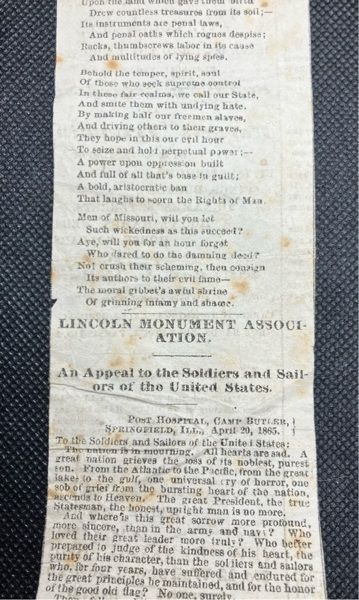 Upon the land which gave them birth
Drew countless treasures from its soil;—
Its instruments are penal laws,
And penal oaths which rogues despise;
Racks, thumbscrews labor in its cause
And multitudes of lying spies.
Behold the temper, spirit, soul
Of those who seek supreme control
In these fair realms, we call our State,
And smite them with undying hate.
By making half our freemen slaves,
And driving others to their graves,
They hope in this our evil hour
To seize and hold perpetual power;—
A power upon oppression built
And full of all that's base in guilt;
A bold, aristocratic ban
That laughs to scorn the Rights of Man.
Men of Missouri, will you let
Such wickedness as this succeed?
Aye, will you for an hour forget
Who dared to do the damning deed?
Not crush their scheming, then consign
Its authors to their evil fame—
The moral gibbet's awful shrine
Of grinning infamy and shame.
LINCOLN MONUMENT ASSOCI-
ATION.
An Appeal to the Soldiers and Sail-
ors of the United States.
POST HOSPITAL, CAMP BUTLER,
SPRINGFIELD, ILL., April 20, 1865.
To the Soldiers and Sailors of the United States:
The nation is in mourning. All hearts are sad. A
great nation grieves the loss of its noblest, purest
son. From the Atlantic to the Pacific, from the great
lakes to the gulf, one universal cry of horror, one
sob of grief from the bursting heart of the nation,
ascends to Heaven. The great President, the true
Statesman, the honest, upright man is no more.
And where is this great sorrow more profound,
more sincere, than in the army and navy? Who
loved their great leader more truly? Who better
prepared to judge of the kindness of his heart, the
purity of his character, than the soldiers and sailors
who, for four years, have suffered and endured for
the great principles he maintained, and for the honor
of the good old flag? No one, surely.